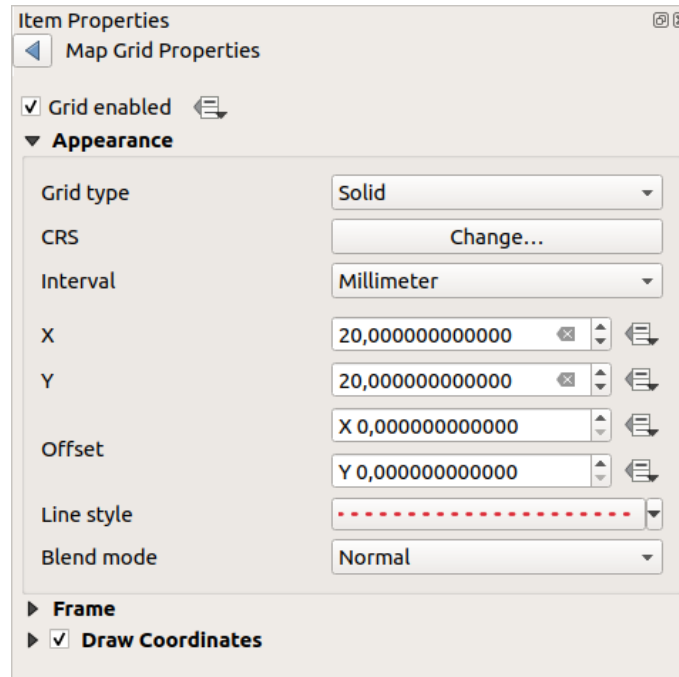 Item Properties
Map Grid Properties
Grid enabled
Appearance
Grid type Solid
CRS Change...
Interval Millimeter
X 20,000000000000
Y 20,000000000000
Offset X 0,000000000000
Y 0,000000000000
Line style
Blend mode Normal
Frame
Draw Coordinates